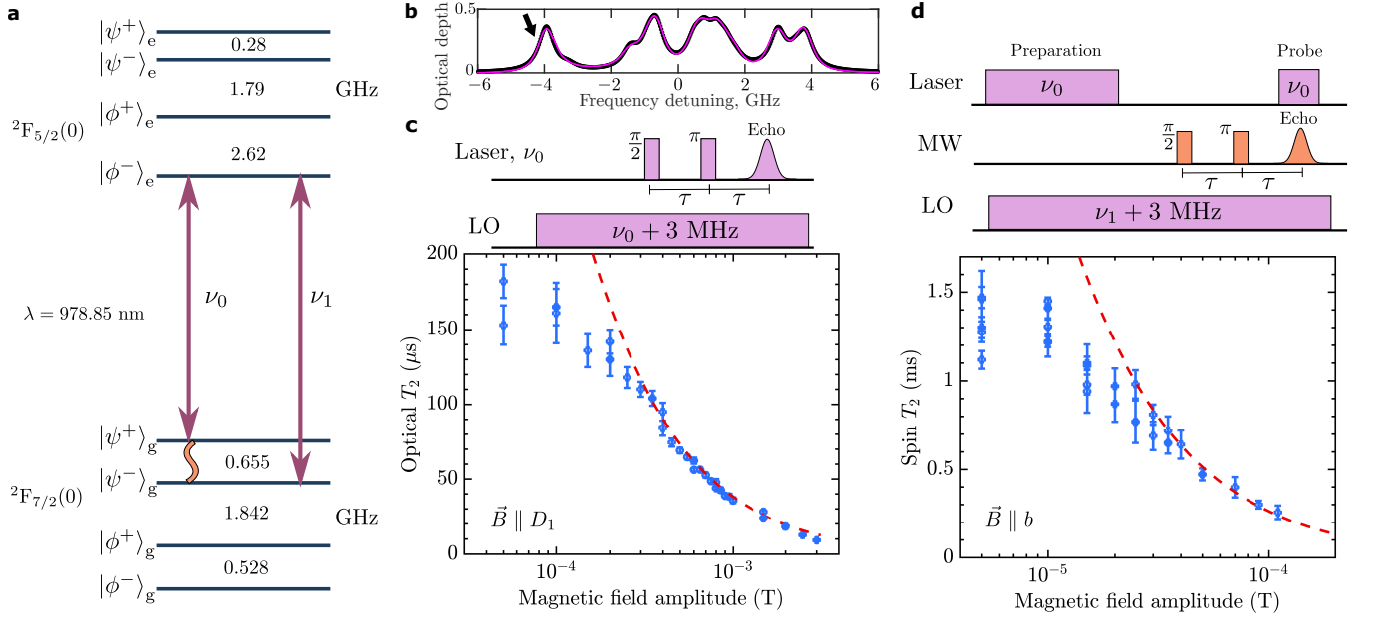 a
|ψ⁺⟩e
0.28
|ψ⁻⟩e
1.79
GHz
|ϕ⁺⟩e
²F5/2(0)
2.62
|ϕ⁻⟩e
ν0
ν1
λ = 978.85 nm
|ψ⁺⟩g
0.655
|ψ⁻⟩g
²F7/2(0)
1.842
GHz
|ϕ⁺⟩g
0.528
|ϕ⁻⟩g
b
Optical depth
0.5
0
−6
−4
−2
0
2
4
6
Frequency detuning, GHz
c
Laser, ν0
π/2
π
Echo
τ
τ
LO
ν0 + 3 MHz
Optical T2 (μs)
200
150
100
50
0
B⃗ ∥ D1
10⁻⁴
10⁻³
Magnetic field amplitude (T)
d
Preparation
Probe
Laser
ν0
ν0
MW
π/2
π
Echo
τ
τ
LO
ν1 + 3 MHz
Spin T2 (ms)
1.5
1
0.5
0
B⃗ ∥ b
10⁻⁵
10⁻⁴
Magnetic field amplitude (T)